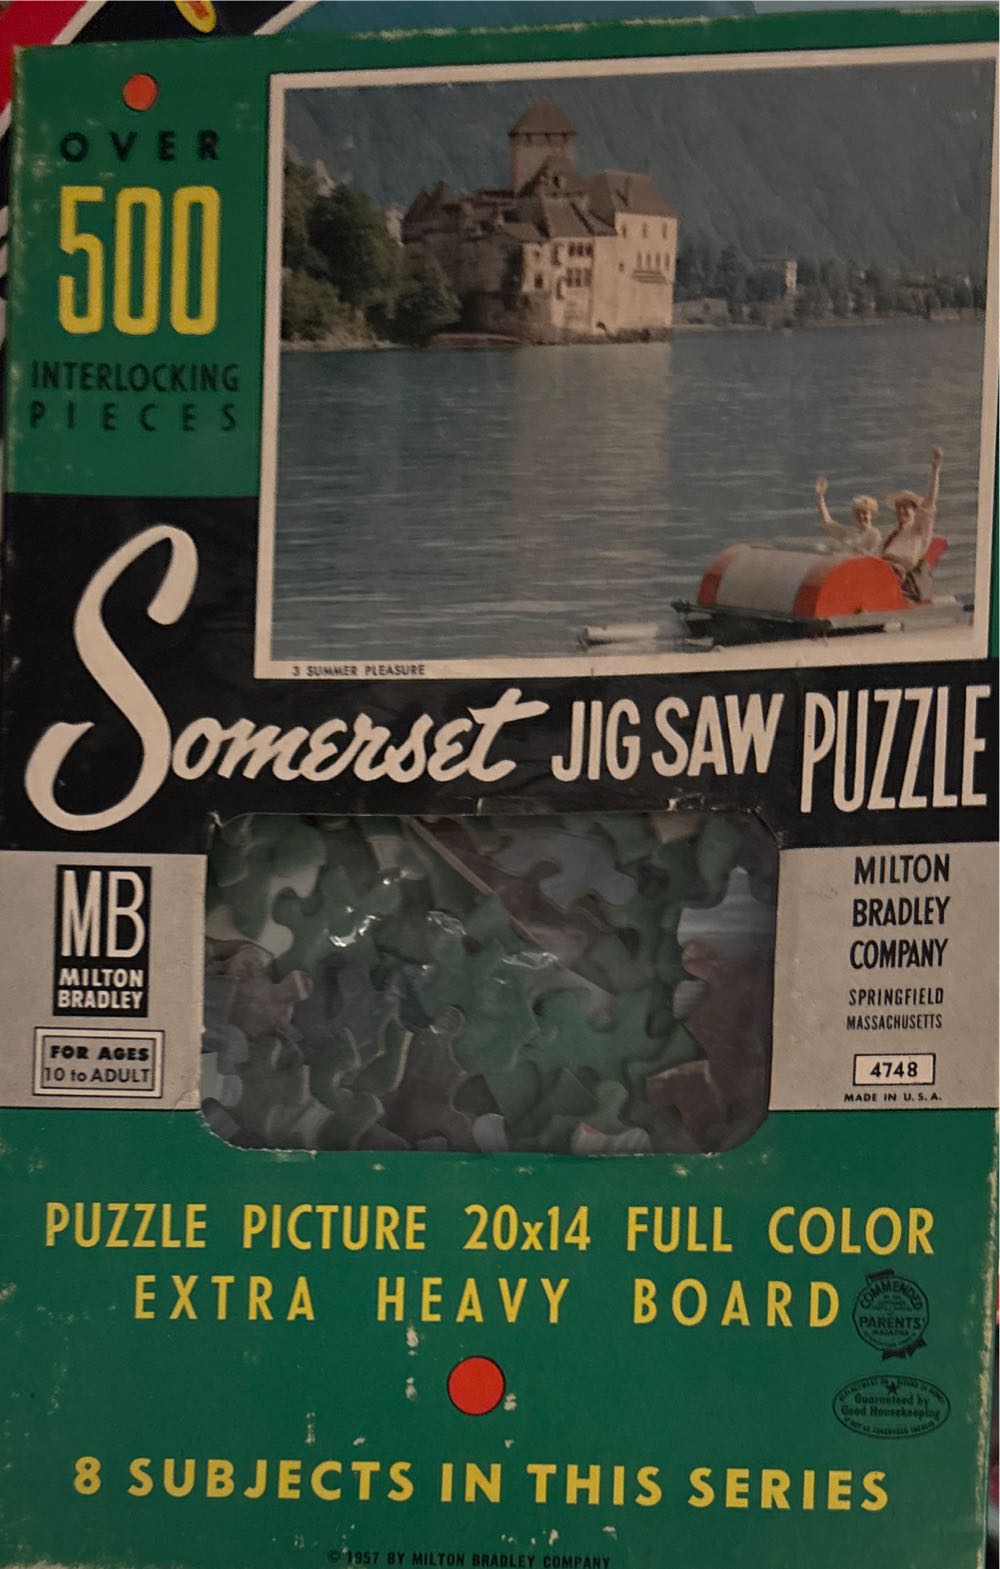 OVER
500
INTERLOCKING
PIECES
3 SUMMER PLEASURE
Somerset JIG SAW PUZZLE
MB
MILTON
BRADLEY
FOR AGES
10 to ADULT
MILTON
BRADLEY
COMPANY
SPRINGFIELD
MASSACHUSETTS
4748
MADE IN U.S.A.
PUZZLE PICTURE 20x14 FULL COLOR
EXTRA HEAVY BOARD
COMMENDED
PARENTS'
MAGAZINE
Guaranteed by
Good Housekeeping
8 SUBJECTS IN THIS SERIES
© 1957 BY MILTON BRADLEY COMPANY